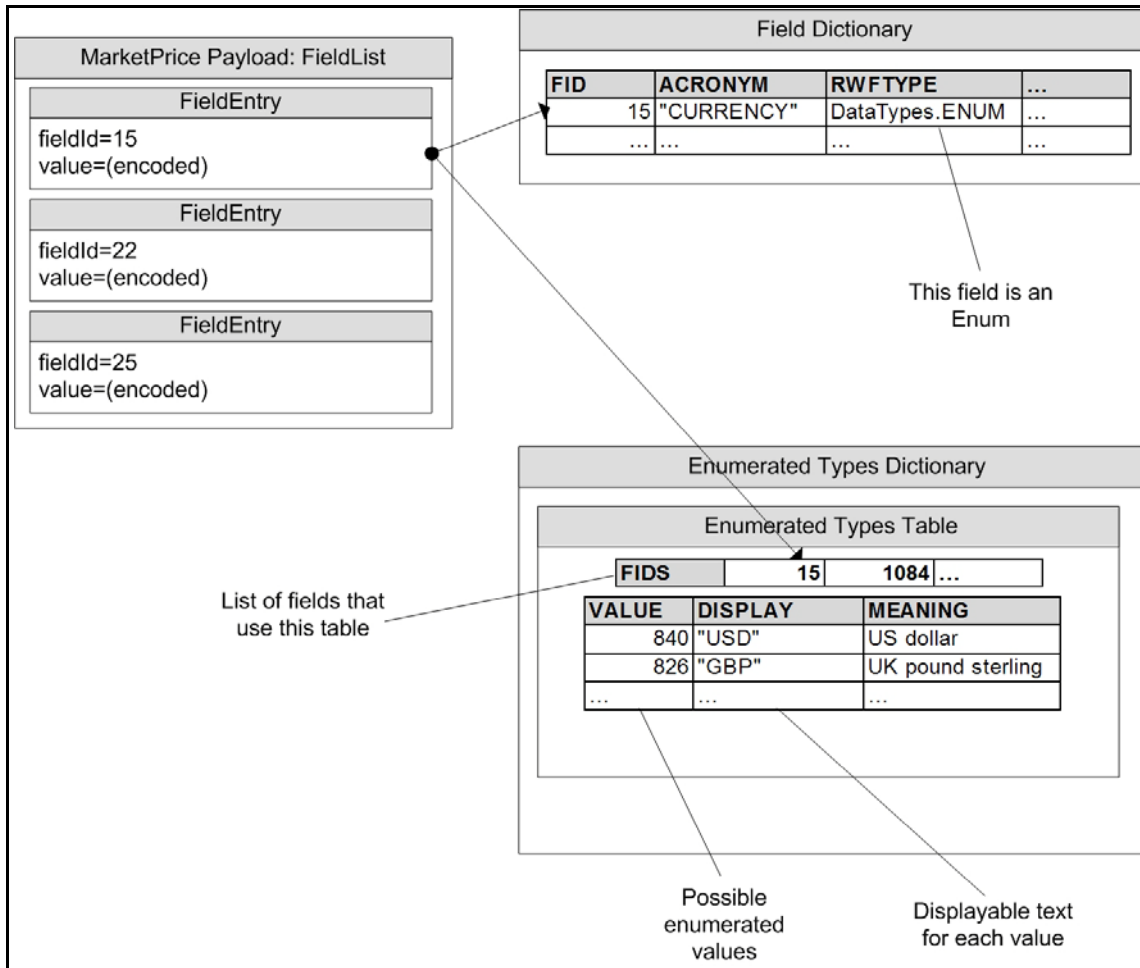 MarketPrice Payload: FieldList
FieldEntry
fieldId=15
value=(encoded)
FieldEntry
fieldId=22
value=(encoded)
FieldEntry
fieldId=25
value=(encoded)
Field Dictionary
FID ACRONYM RWFTYPE ...
15 "CURRENCY" DataTypes.ENUM ...
... ... ... ...
This field is an
Enum
Enumerated Types Dictionary
Enumerated Types Table
FIDS 15 1084 ...
List of fields that
use this table
VALUE DISPLAY MEANING
840 "USD" US dollar
826 "GBP" UK pound sterling
... ... ...
Possible
enumerated
values
Displayable text
for each value